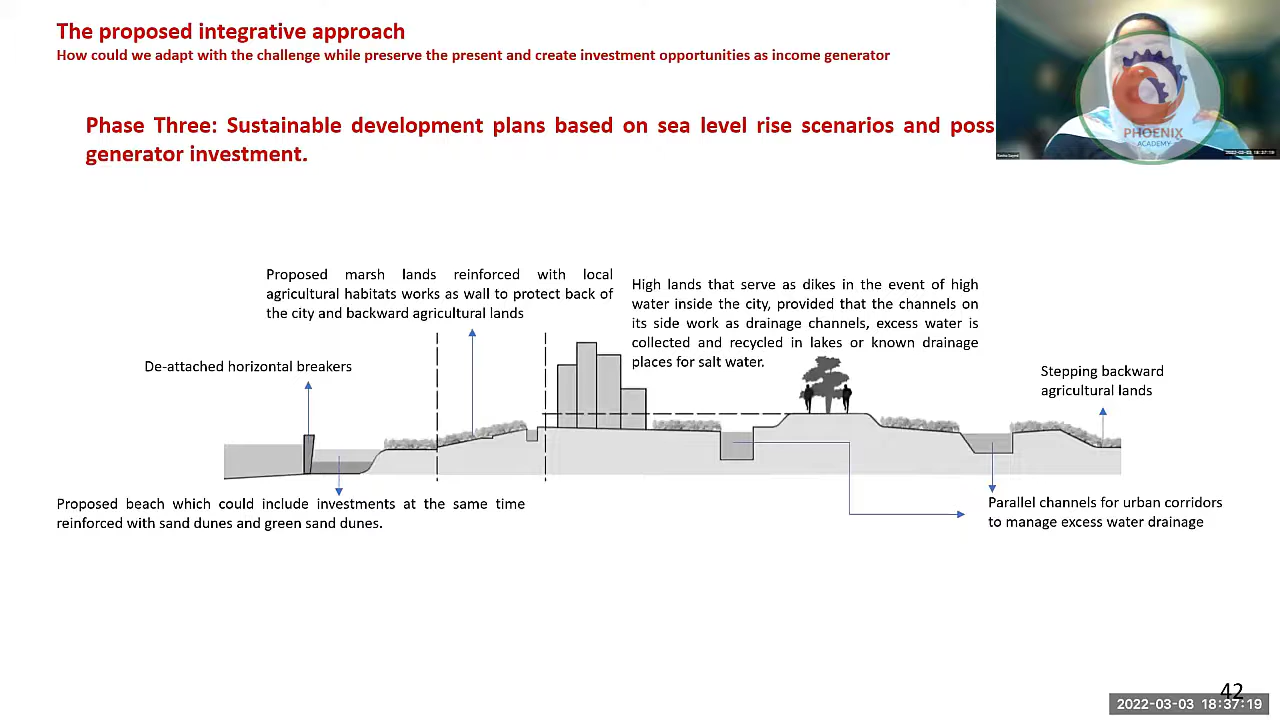 The proposed integrative approach
How could we adapt with the challenge while preserve the present and create investment opportunities as income generator
PHOENIX
ACADEMY
2022-03-03 18:37:19
Phase Three: Sustainable development plans based on sea level rise scenarios and poss
generator investment.
Proposed marsh lands reinforced with local
agricultural habitats works as wall to protect back of
the city and backward agricultural lands
High lands that serve as dikes in the event of high
water inside the city, provided that the channels on
its side work as drainage channels, excess water is
collected and recycled in lakes or known drainage
places for salt water.
De-attached horizontal breakers
Stepping backward
agricultural lands
Proposed beach which could include investments at the same time
reinforced with sand dunes and green sand dunes.
Parallel channels for urban corridors
to manage excess water drainage
42
2022-03-03 18:37:19